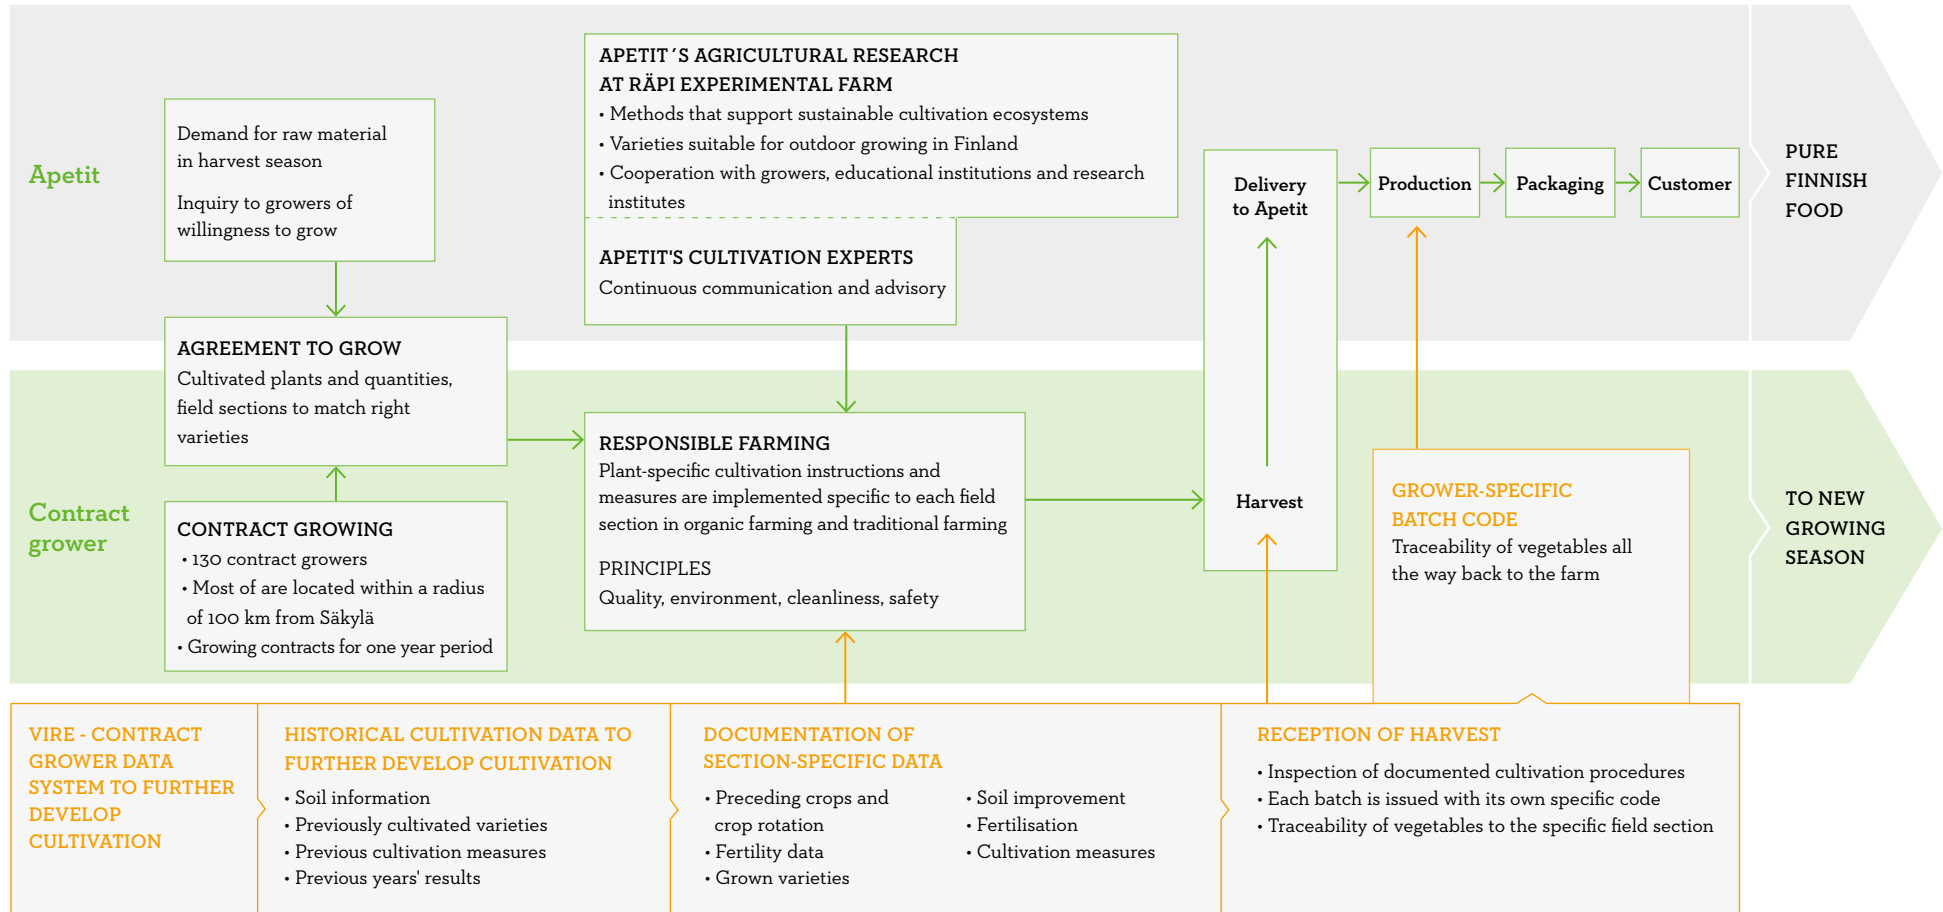 Apetit
Demand for raw material
in harvest season
Inquiry to growers of
willingness to grow
APETIT´S AGRICULTURAL RESEARCH
AT RÄPI EXPERIMENTAL FARM
• Methods that support sustainable cultivation ecosystems
• Varieties suitable for outdoor growing in Finland
• Cooperation with growers, educational institutions and research
institutes
APETIT'S CULTIVATION EXPERTS
Continuous communication and advisory
Delivery
to Apetit
Production
Packaging
Customer
PURE
FINNISH
FOOD
AGREEMENT TO GROW
Cultivated plants and quantities,
field sections to match right
varieties
Contract
grower
CONTRACT GROWING
• 130 contract growers
• Most of are located within a radius
of 100 km from Säkylä
• Growing contracts for one year period
RESPONSIBLE FARMING
Plant-specific cultivation instructions and
measures are implemented specific to each field
section in organic farming and traditional farming
PRINCIPLES
Quality, environment, cleanliness, safety
Harvest
GROWER-SPECIFIC
BATCH CODE
Traceability of vegetables all
the way back to the farm
TO NEW
GROWING
SEASON
VIRE - CONTRACT
GROWER DATA
SYSTEM TO FURTHER
DEVELOP
CULTIVATION
HISTORICAL CULTIVATION DATA TO
FURTHER DEVELOP CULTIVATION
• Soil information
• Previously cultivated varieties
• Previous cultivation measures
• Previous years' results
DOCUMENTATION OF
SECTION-SPECIFIC DATA
• Preceding crops and
crop rotation
• Fertility data
• Grown varieties
• Soil improvement
• Fertilisation
• Cultivation measures
RECEPTION OF HARVEST
• Inspection of documented cultivation procedures
• Each batch is issued with its own specific code
• Traceability of vegetables to the specific field section